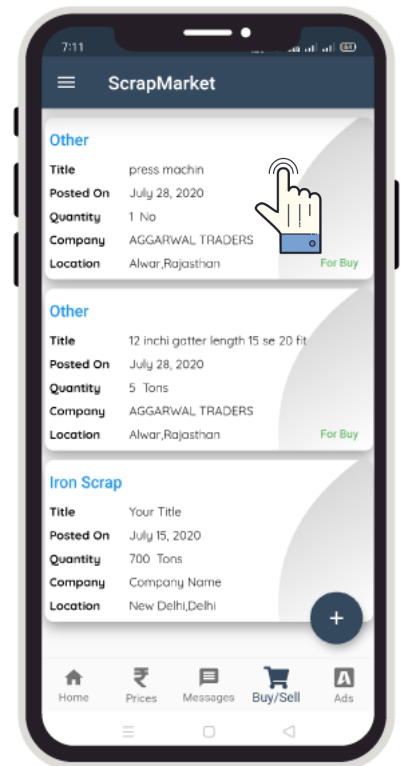 7:11
ScrapMarket
Other
Title press machin
Posted On July 28, 2020
Quantity 1 No
Company AGGARWAL TRADERS
Location Alwar,Rajasthan For Buy
Other
Title 12 inchi gatter length 15 se 20 fit
Posted On July 28, 2020
Quantity 5 Tons
Company AGGARWAL TRADERS
Location Alwar,Rajasthan For Buy
Iron Scrap
Title Your Title
Posted On July 15, 2020
Quantity 700 Tons
Company Company Name
Location New Delhi,Delhi
+
Home Prices Messages Buy/Sell Ads